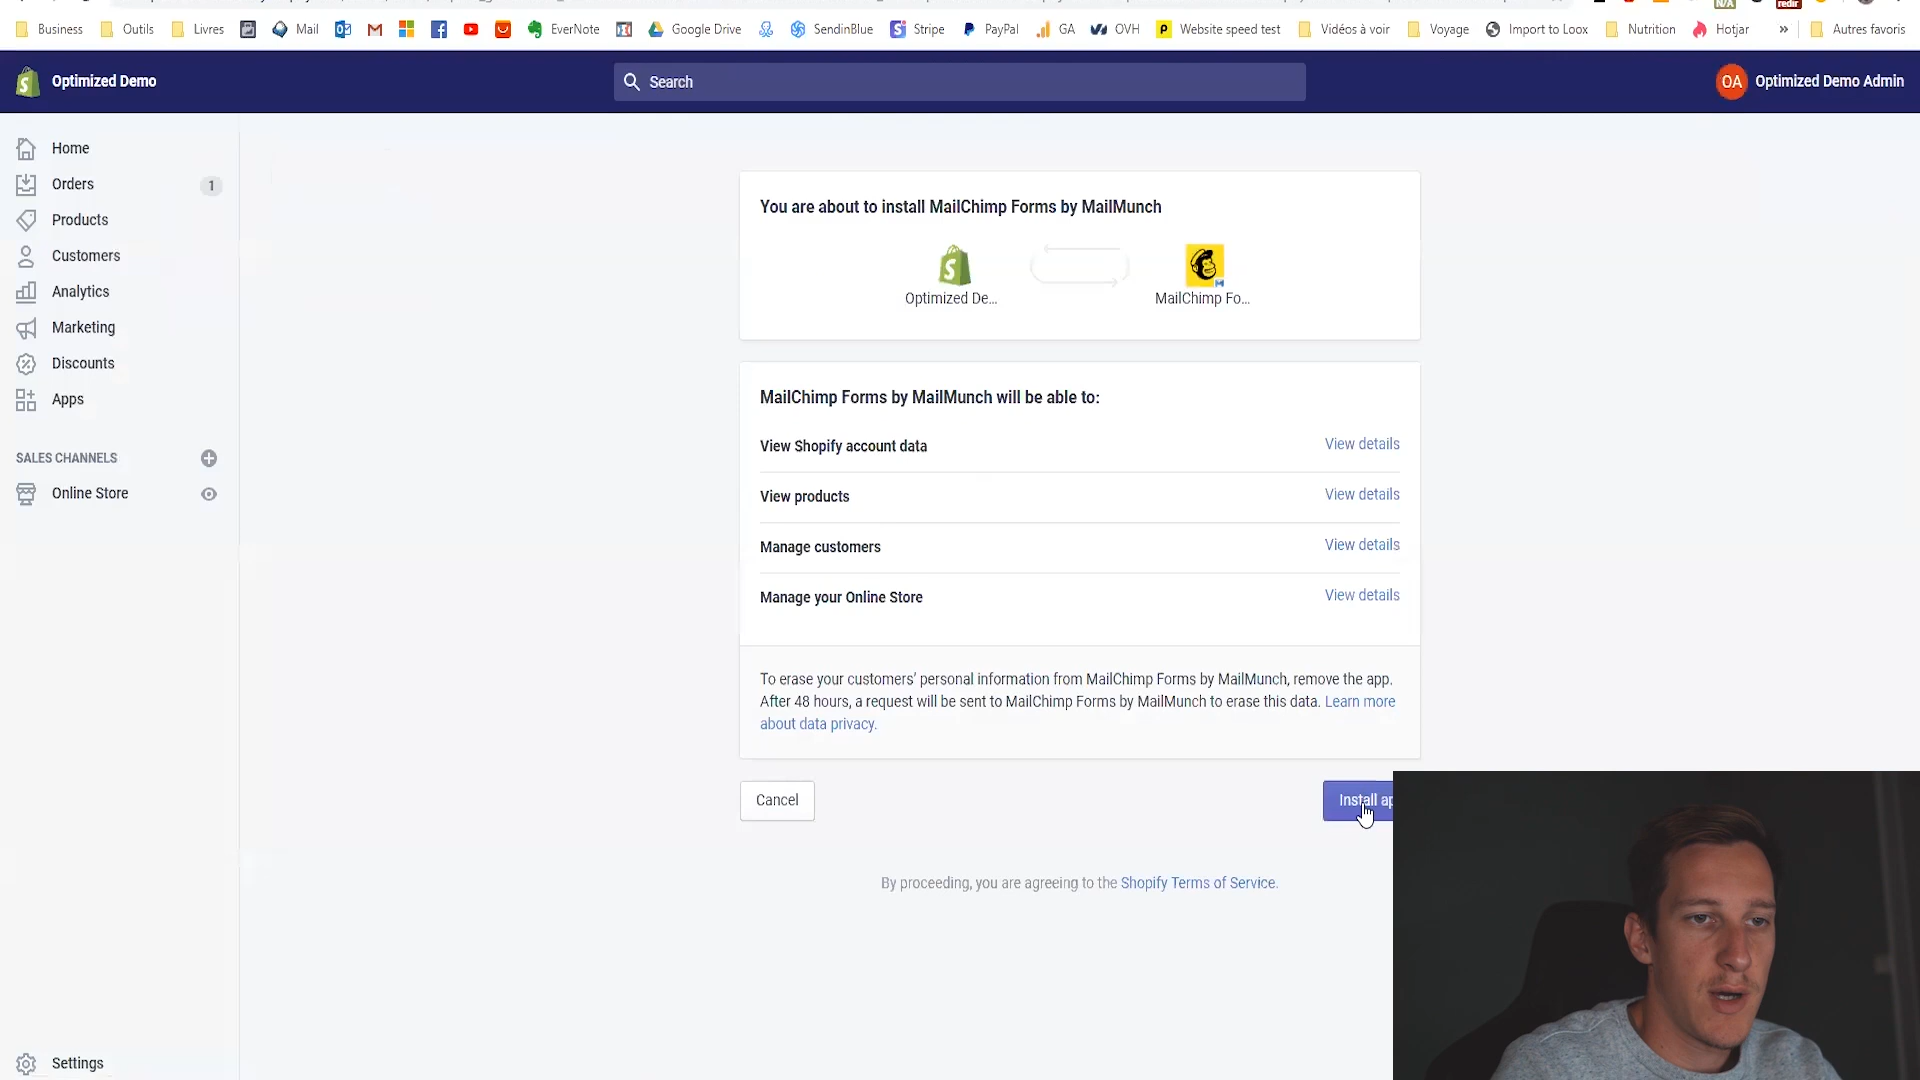 Business
Outils
Livres
Mail
EverNote
Google Drive
SendinBlue
Stripe
PayPal
GA
OVH
Website speed test
Vidéos à voir
Voyage
Import to Loox
Nutrition
Hotjar
»
Autres favoris
N/A
redir
Optimized Demo
Search
OA
Optimized Demo Admin
Home
Orders
1
Products
Customers
Analytics
Marketing
Discounts
Apps
SALES CHANNELS
Online Store
Settings
You are about to install MailChimp Forms by MailMunch
Optimized De...
MailChimp Fo...
MailChimp Forms by MailMunch will be able to:
View Shopify account data
View details
View products
View details
Manage customers
View details
Manage your Online Store
View details
To erase your customers' personal information from MailChimp Forms by MailMunch, remove the app.
After 48 hours, a request will be sent to MailChimp Forms by MailMunch to erase this data. Learn more
about data privacy.
Cancel
Install ap
By proceeding, you are agreeing to the Shopify Terms of Service.